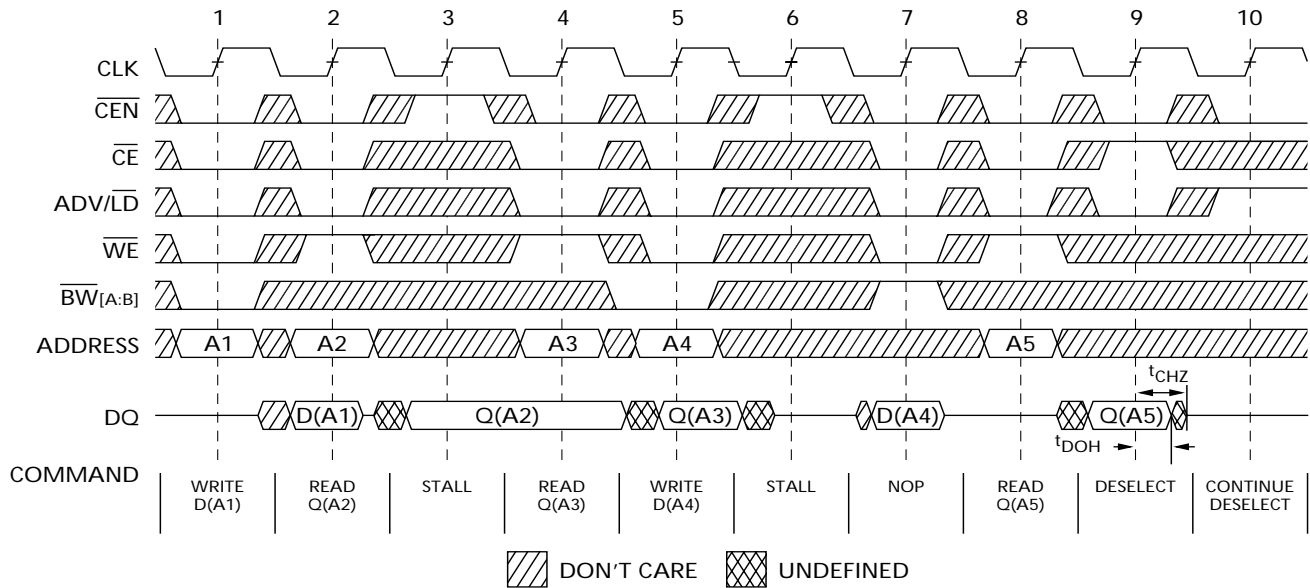 1 2 3 4 5 6 7 8 9 10
CLK
CEN
CE
ADV/LD
WE
BW[A:B]
ADDRESS A1 A2 A3 A4 A5
tCHZ
DQ D(A1) Q(A2) Q(A3) D(A4) Q(A5)
tDOH
COMMAND
WRITE READ STALL READ WRITE STALL NOP READ DESELECT CONTINUE
D(A1) Q(A2) Q(A3) D(A4) Q(A5) DESELECT
DON'T CARE UNDEFINED